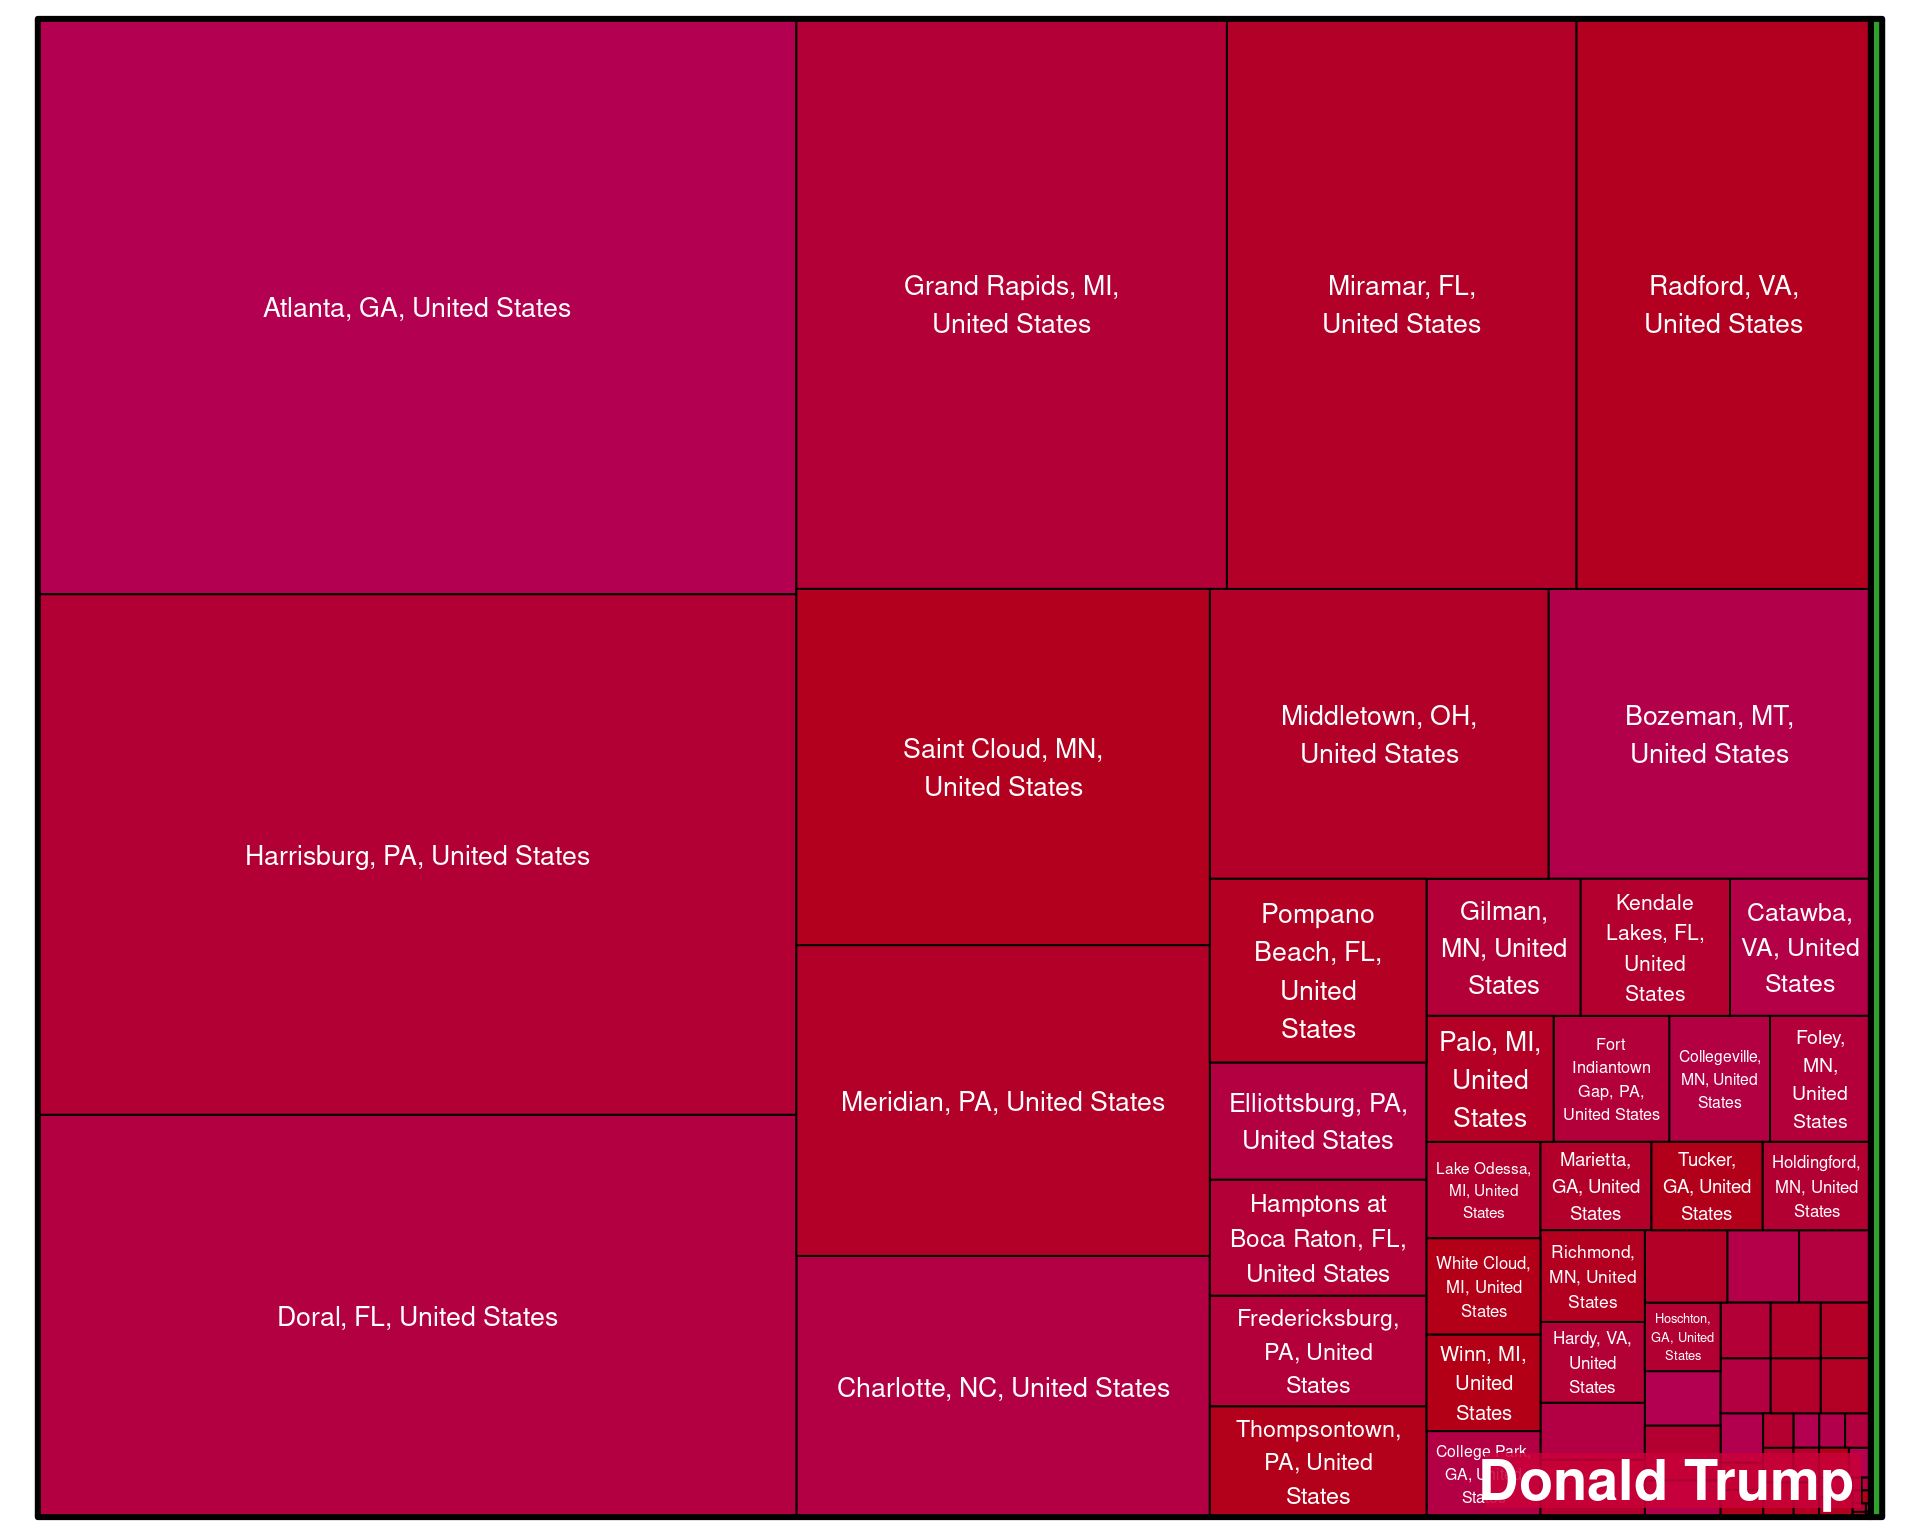 Atlanta, GA, United States
Grand Rapids, MI,
United States
Miramar, FL,
United States
Radford, VA,
United States
Harrisburg, PA, United States
Saint Cloud, MN,
United States
Middletown, OH,
United States
Bozeman, MT,
United States
Doral, FL, United States
Meridian, PA, United States
Charlotte, NC, United States
Pompano
Beach, FL,
United
States
Gilman,
MN, United
States
Kendale
Lakes, FL,
United
States
Catawba,
VA, United
States
Elliottsburg, PA,
United States
Hamptons at
Boca Raton, FL,
United States
Fredericksburg,
PA, United
States
Thompsontown,
PA, United
States
Palo, MI,
United
States
Fort
Indiantown
Gap, PA,
United States
Collegeville,
MN, United
States
Foley,
MN,
United
States
Lake Odessa,
MI, United
States
Marietta,
GA, United
States
Tucker,
GA, United
States
Holdingford,
MN, United
States
White Cloud,
MI, United
States
Richmond,
MN, United
States
Winn, MI,
United
States
Hardy, VA,
United
States
Hoschton,
GA, United
States
College Park,
GA, United
States
Donald Trump